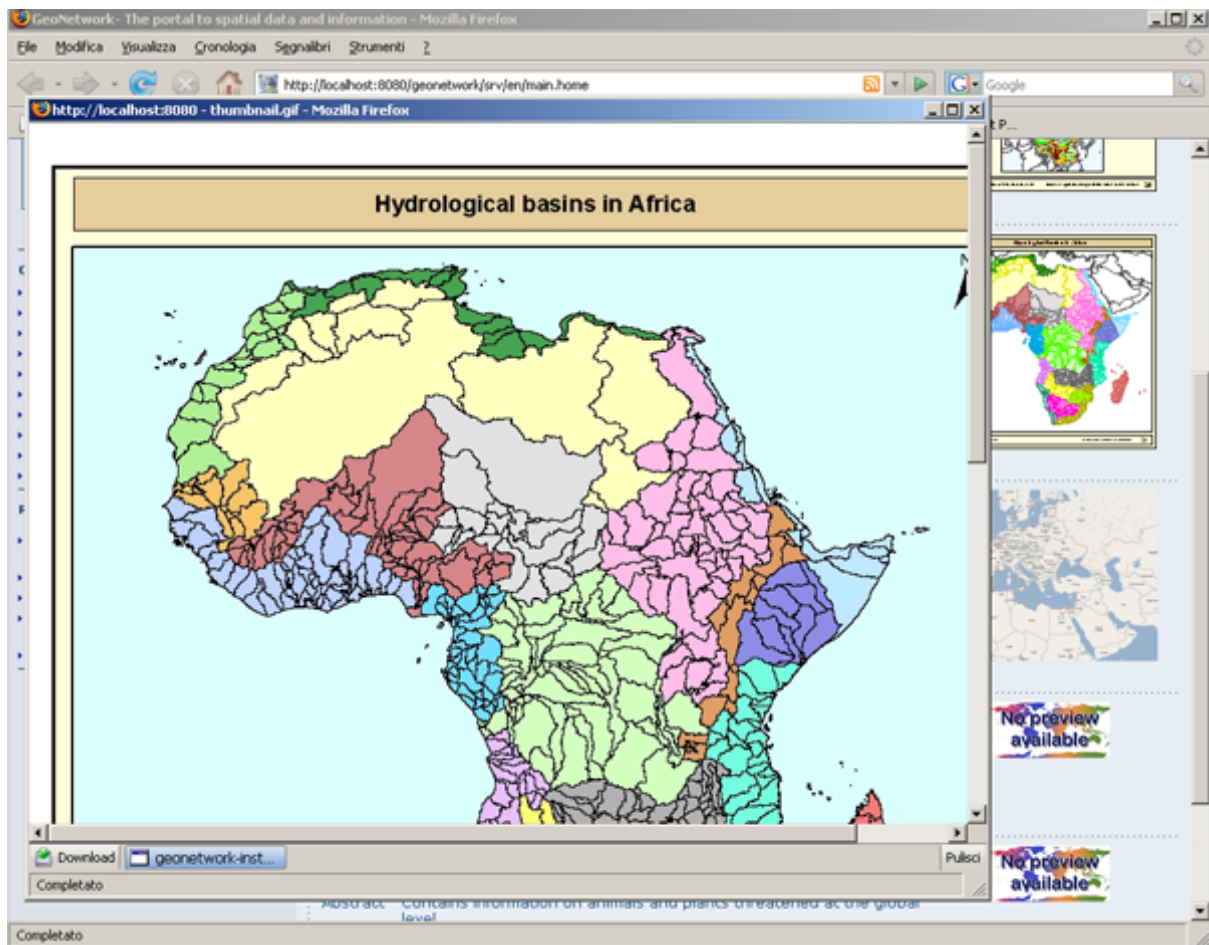 GeoNetwork- The portal to spatial data and information - Mozilla Firefox
File Modifica Visualizza Cronologia Segnalibri Strumenti ?
http://localhost:8080/geonetwork/srv/en/main.home
Google
http://localhost:8080 - thumbnail.gif - Mozilla Firefox
t P...
Hydrological basins in Africa
N
No preview
available
Download geonetwork-inst... Pulisci
Completato
No preview
available
Abstract Contains information on animals and plants threatened at the global
level
Completato